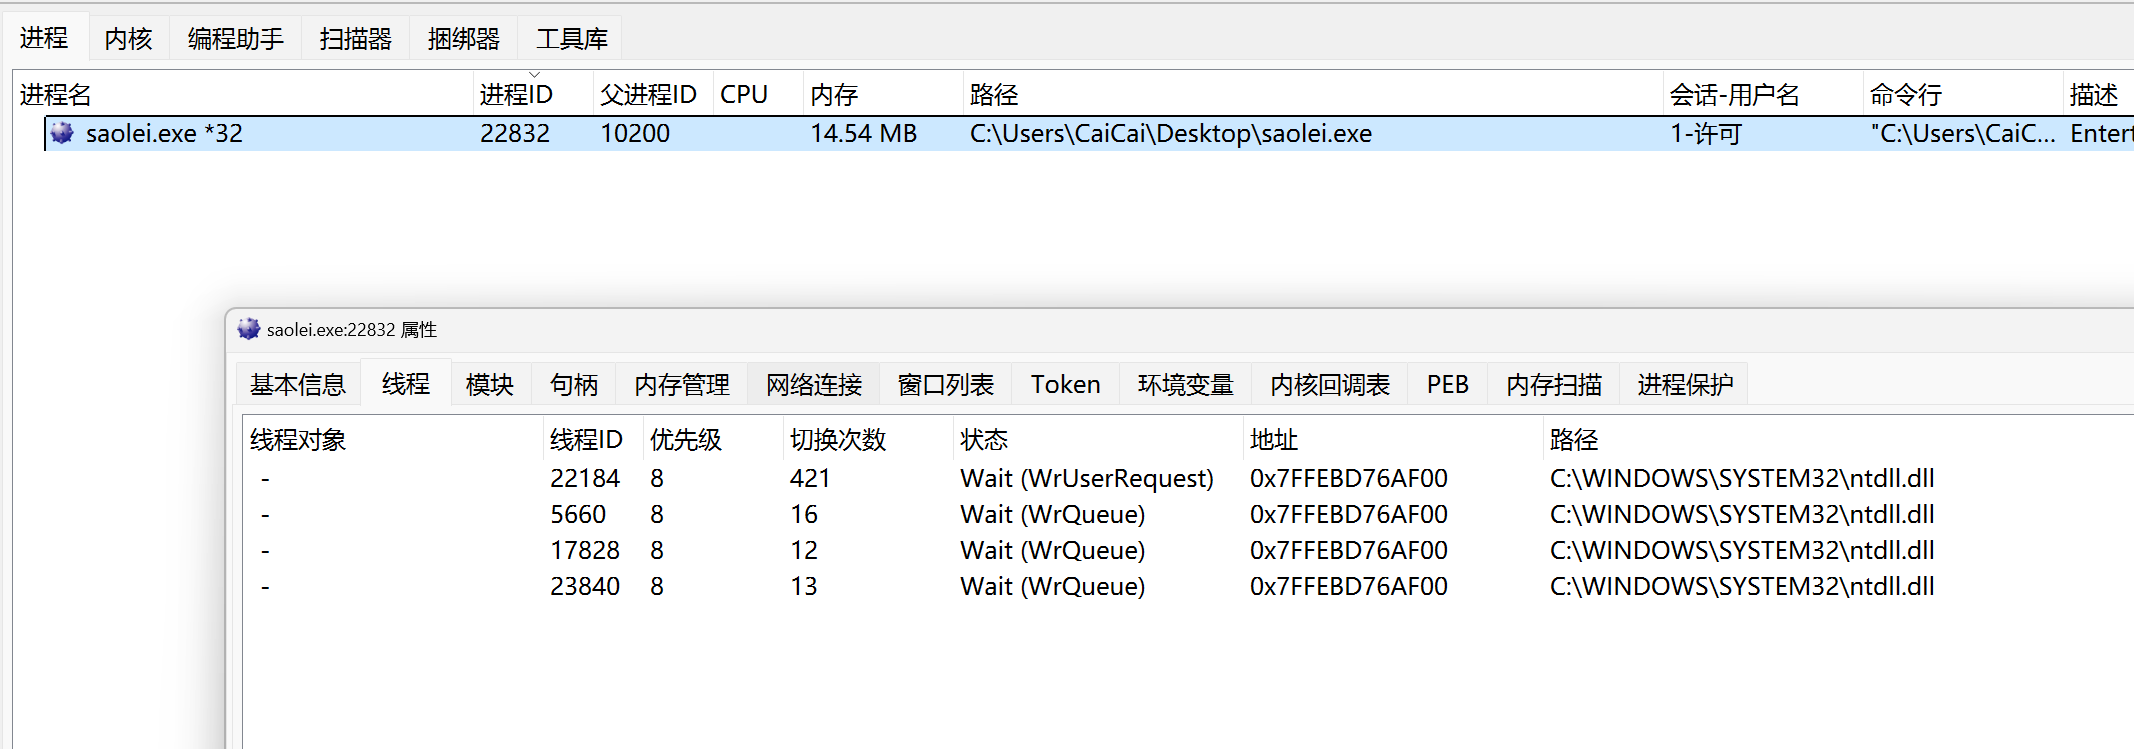 进程 内核 编程助手 扫描器 捆绑器 工具库
进程名 进程ID 父进程ID CPU 内存 路径 会话-用户名 命令行 描述
saolei.exe *32 22832 10200 14.54 MB C:\Users\CaiCai\Desktop\saolei.exe 1-许可 "C:\Users\CaiC... Entert
saolei.exe:22832 属性
基本信息 线程 模块 句柄 内存管理 网络连接 窗口列表 Token 环境变量 内核回调表 PEB 内存扫描 进程保护
线程对象 线程ID 优先级 切换次数 状态 地址 路径
- 22184 8 421 Wait (WrUserRequest) 0x7FFEBD76AF00 C:\WINDOWS\SYSTEM32\ntdll.dll
- 5660 8 16 Wait (WrQueue) 0x7FFEBD76AF00 C:\WINDOWS\SYSTEM32\ntdll.dll
- 17828 8 12 Wait (WrQueue) 0x7FFEBD76AF00 C:\WINDOWS\SYSTEM32\ntdll.dll
- 23840 8 13 Wait (WrQueue) 0x7FFEBD76AF00 C:\WINDOWS\SYSTEM32\ntdll.dll